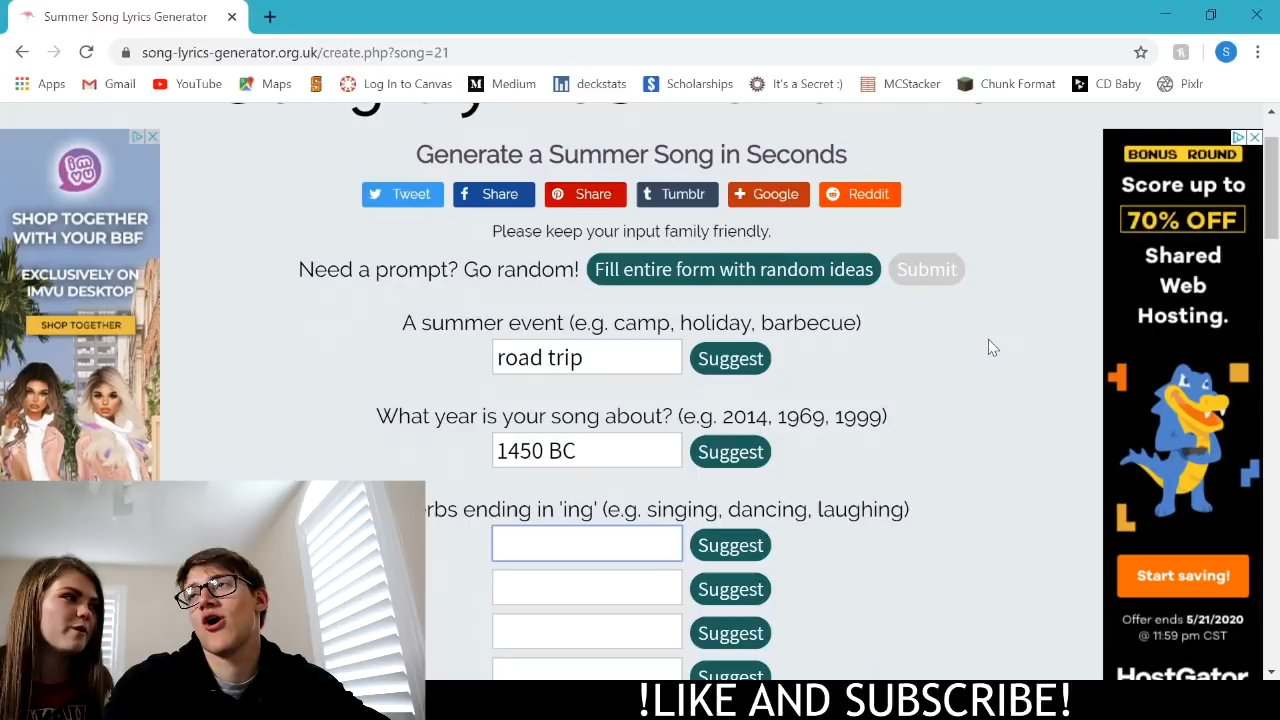 Summer Song Lyrics Generator
song-lyrics-generator.org.uk/create.php?song=21
S
Apps Gmail YouTube Maps Log In to Canvas Medium deckstats Scholarships It's a Secret :) MCStacker Chunk Format CD Baby Pixlr
Generate a Summer Song in Seconds
Tweet Share Share Tumblr Google Reddit
Please keep your input family friendly.
Need a prompt? Go random! Fill entire form with random ideas Submit
A summer event (e.g. camp, holiday, barbecue)
road trip Suggest
What year is your song about? (e.g. 2014, 1969, 1999)
1450 BC Suggest
erbs ending in 'ing' (e.g. singing, dancing, laughing)
Suggest
Suggest
Suggest
Suggest
imvu
SHOP TOGETHER
WITH YOUR BBF
EXCLUSIVELY ON
IMVU DESKTOP
SHOP TOGETHER
BONUS ROUND
Score up to
70% OFF
Shared
Web
Hosting.
Start saving!
Offer ends 5/21/2020
@ 11:59 pm CST
HostGator
!LIKE AND SUBSCRIBE!